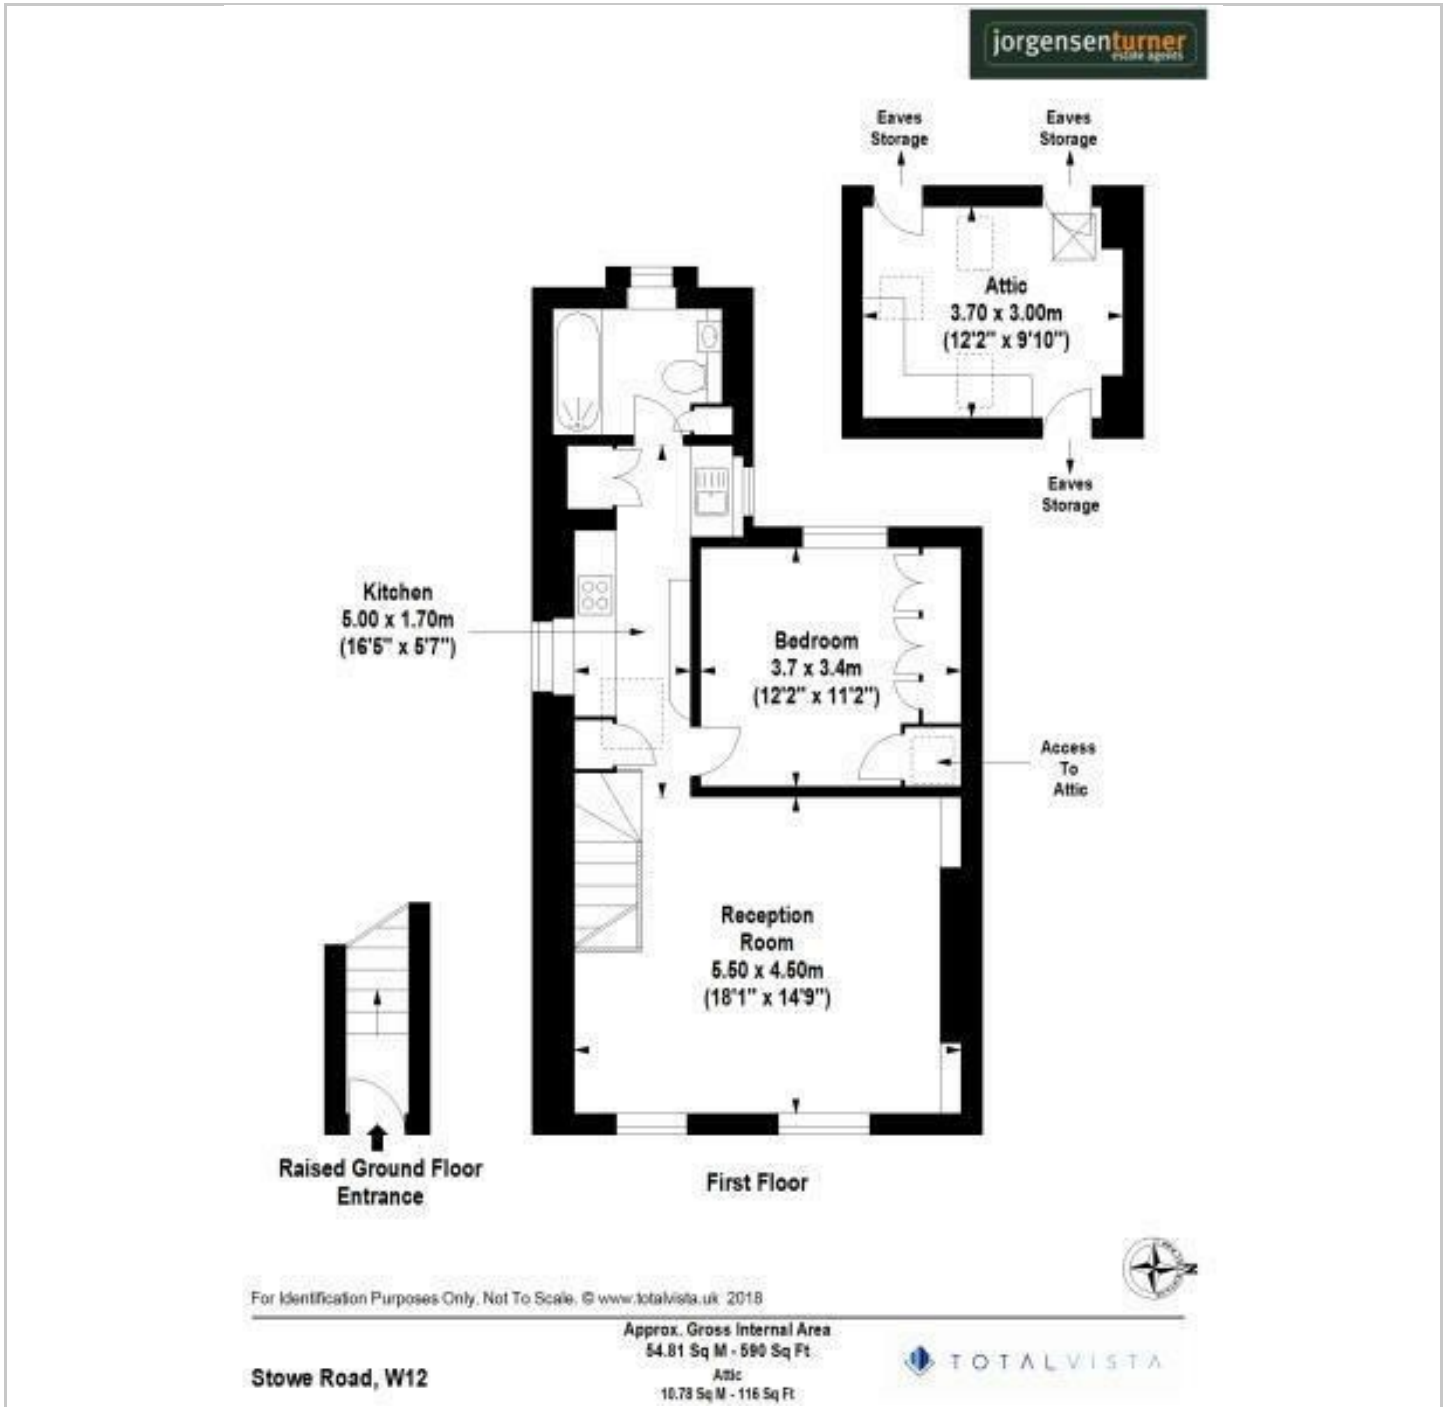 jorgensenturner
estate agents
Eaves
Storage
Eaves
Storage
Attic
3.70 x 3.00m
(12'2" x 9'10")
Eaves
Storage
Kitchen
5.00 x 1.70m
(16'5" x 5'7")
Bedroom
3.7 x 3.4m
(12'2" x 11'2")
Access
To
Attic
Reception
Room
5.50 x 4.50m
(18'1" x 14'9")
Raised Ground Floor
Entrance
First Floor
N
For Identification Purposes Only, Not To Scale. © www.totalvista.uk 2018
Approx. Gross Internal Area
54.81 Sq M - 590 Sq Ft
Attic
10.78 Sq M - 116 Sq Ft
Stowe Road, W12
TOTALVISTA